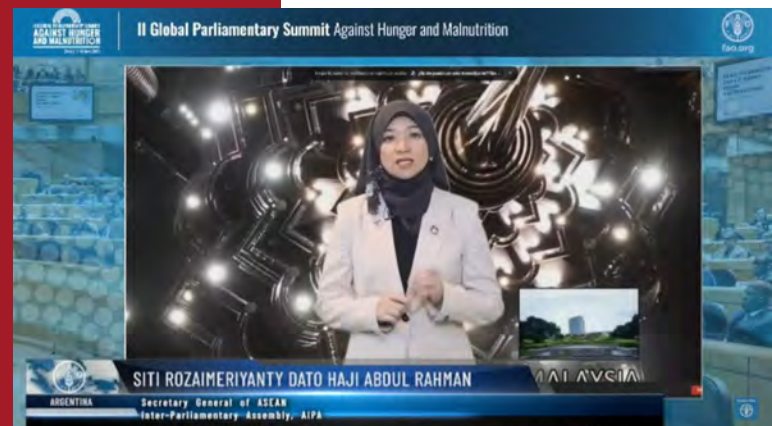 AGAINST HUNGER
AND MALNUTRITION
II Global Parliamentary Summit Against Hunger and Malnutrition
fao.org
SITI ROZAIMERIYANTY DATO HAJI ABDUL RAHMAN
MALAYSIA
ARGENTINA
Secretary General of ASEAN
Inter-Parliamentary Assembly, AIPA